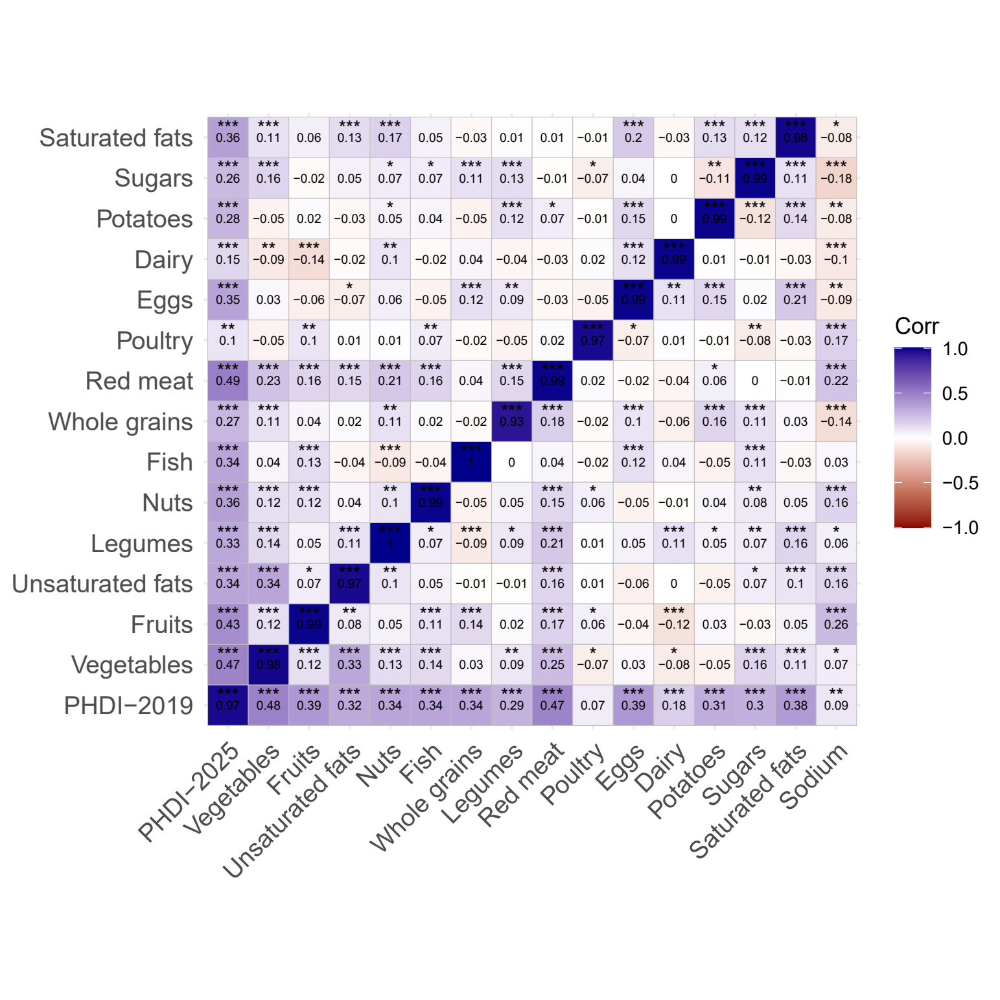 *** *** *** *** *** *** *** *** *
Saturated fats 0.36 0.11 0.06 0.13 0.17 0.05 −0.03 0.01 0.01 −0.01 0.2 −0.03 0.13 0.12 0.98 −0.08
*** *** * * *** *** * ** *** *** ***
Sugars 0.26 0.16 −0.02 0.05 0.07 0.07 0.11 0.13 −0.01 −0.07 0.04 0 −0.11 0.99 0.11 −0.18
*** * *** * *** *** *** *** **
Potatoes 0.28 −0.05 0.02 −0.03 0.05 0.04 −0.05 0.12 0.07 −0.01 0.15 0 0.99 −0.12 0.14 −0.08
*** ** *** ** *** *** ***
Dairy 0.15 −0.09 −0.14 −0.02 0.1 −0.02 0.04 −0.04 −0.03 0.02 0.12 0.99 0.01 −0.01 −0.03 −0.1
*** * *** ** *** ** *** *** **
Eggs 0.35 0.03 −0.06 −0.07 0.06 −0.05 0.12 0.09 −0.03 −0.05 0.99 0.11 0.15 0.02 0.21 −0.09
** ** ** *** * ** ***
Poultry 0.1 −0.05 0.1 0.01 0.01 0.07 −0.02 −0.05 0.02 0.97 −0.07 0.01 −0.01 −0.08 −0.03 0.17
*** *** *** *** *** *** *** *** * ***
Red meat 0.49 0.23 0.16 0.15 0.21 0.16 0.04 0.15 0.99 0.02 −0.02 −0.04 0.06 0 −0.01 0.22
*** *** ** *** *** *** *** *** ***
Whole grains 0.27 0.11 0.04 0.02 0.11 0.02 −0.02 0.93 0.18 −0.02 0.1 −0.06 0.16 0.11 0.03 −0.14
*** *** *** *** *** ***
Fish 0.34 0.04 0.13 −0.04 −0.09 −0.04 1 0 0.04 −0.02 0.12 0.04 −0.05 0.11 −0.03 0.03
*** *** *** ** *** *** * ** ***
Nuts 0.36 0.12 0.12 0.04 0.1 0.99 −0.05 0.05 0.15 0.06 −0.05 −0.01 0.04 0.08 0.05 0.16
*** *** *** *** * *** * *** *** * ** *** *
Legumes 0.33 0.14 0.05 0.11 1 0.07 −0.09 0.09 0.21 0.01 0.05 0.11 0.05 0.07 0.16 0.06
*** *** * *** ** *** * *** ***
Unsaturated fats 0.34 0.34 0.07 0.97 0.1 0.05 −0.01 −0.01 0.16 0.01 −0.06 0 −0.05 0.07 0.1 0.16
*** *** *** ** *** *** *** * *** ***
Fruits 0.43 0.12 0.99 0.08 0.05 0.11 0.14 0.02 0.17 0.06 −0.04 −0.12 0.03 −0.03 0.05 0.26
*** *** *** *** *** *** ** *** * * *** *** *
Vegetables 0.47 0.98 0.12 0.33 0.13 0.14 0.03 0.09 0.25 −0.07 0.03 −0.08 −0.05 0.16 0.11 0.07
*** *** *** *** *** *** *** *** *** *** *** *** *** *** **
PHDI−2019 0.97 0.48 0.39 0.32 0.34 0.34 0.34 0.29 0.47 0.07 0.39 0.18 0.31 0.3 0.38 0.09
PHDI−2025
Vegetables
Fruits
Unsaturated fats
Nuts
Fish
Whole grains
Legumes
Red meat
Poultry
Eggs
Dairy
Potatoes
Sugars
Saturated fats
Sodium
Corr
1.0
0.5
0.0
−0.5
−1.0